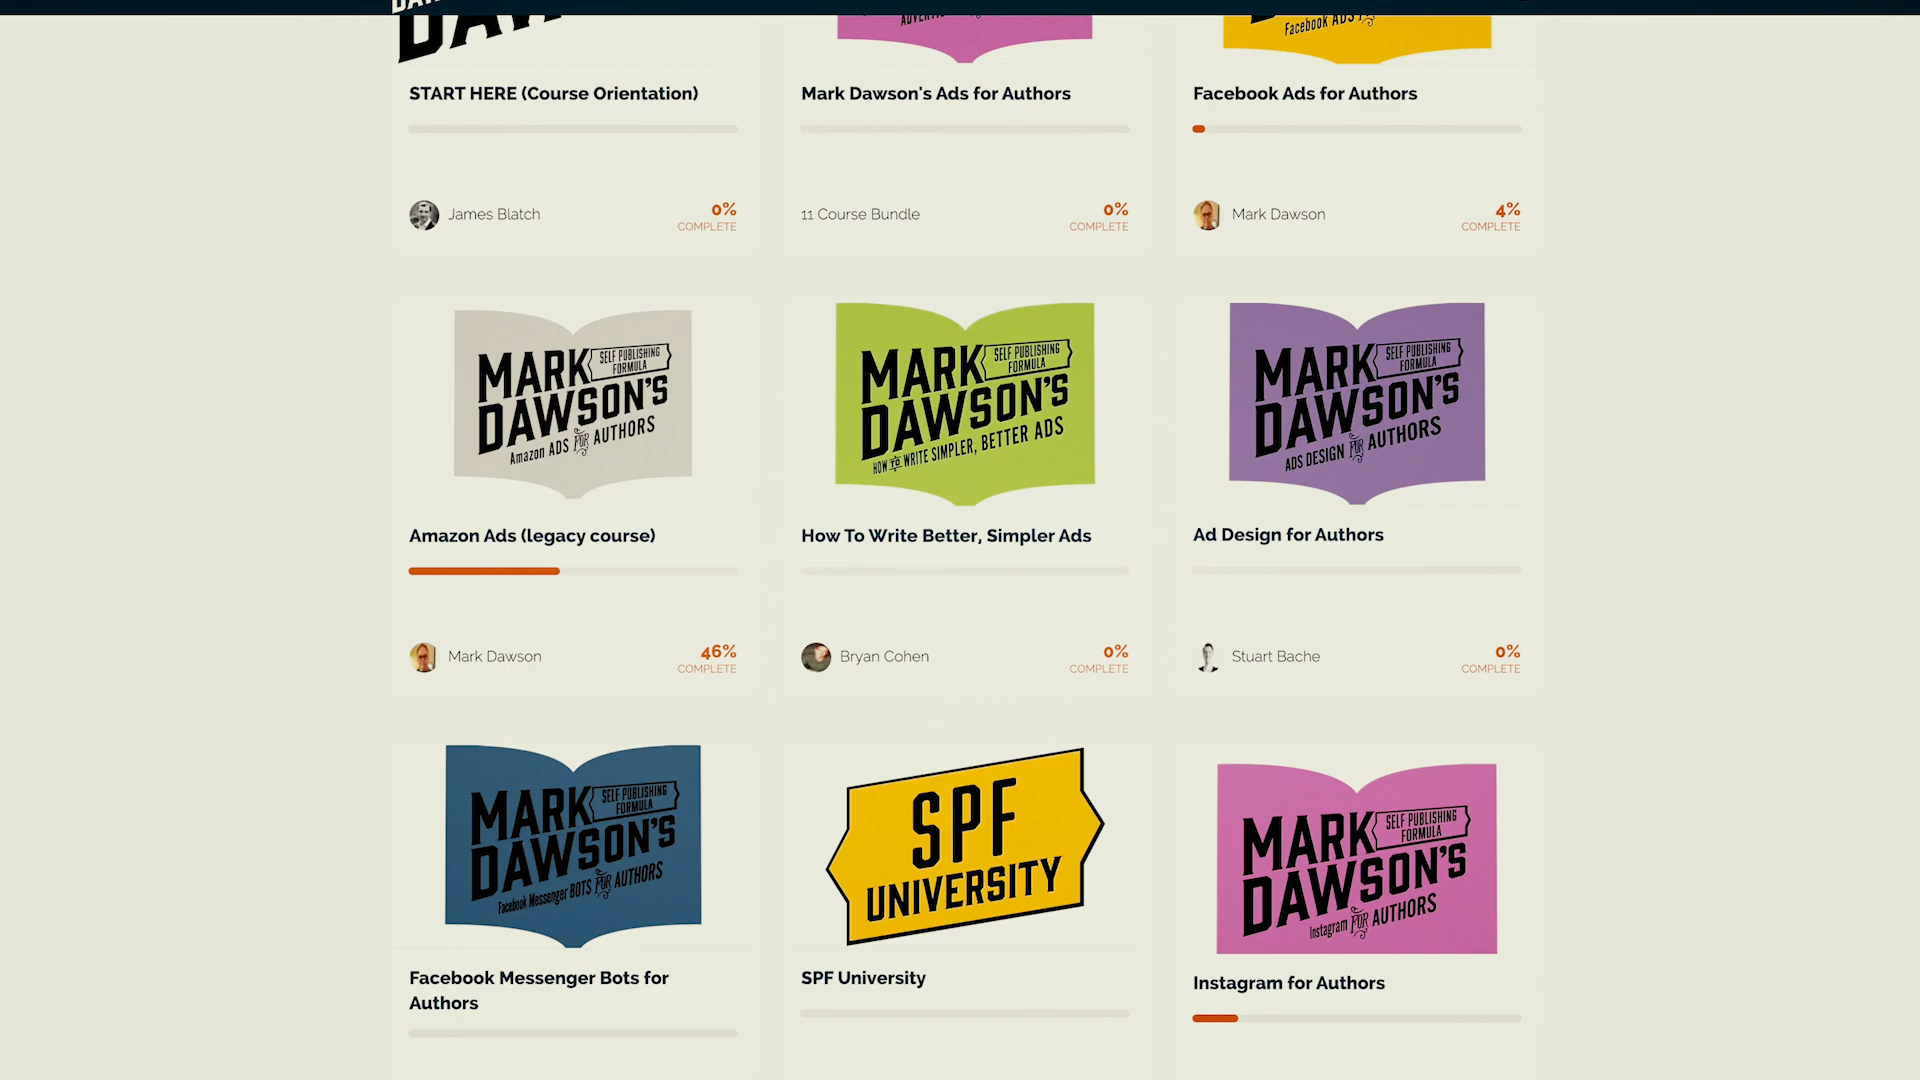 Facebook ADS
START HERE (Course Orientation)
Mark Dawson's Ads for Authors
Facebook Ads for Authors
James Blatch
0%
COMPLETE
11 Course Bundle
0%
COMPLETE
Mark Dawson
4%
COMPLETE
MARK
SELF PUBLISHING
FORMULA
DAWSON'S
Amazon ADS FOR AUTHORS
MARK
SELF PUBLISHING
FORMULA
DAWSON'S
HOW TO WRITE SIMPLER, BETTER ADS
MARK
SELF PUBLISHING
FORMULA
DAWSON'S
ADS DESIGN FOR AUTHORS
Amazon Ads (legacy course)
How To Write Better, Simpler Ads
Ad Design for Authors
Mark Dawson
46%
COMPLETE
Bryan Cohen
0%
COMPLETE
Stuart Bache
0%
COMPLETE
MARK
SELF PUBLISHING
FORMULA
DAWSON'S
Facebook Messenger BOTS FOR AUTHORS
SPF
UNIVERSITY
MARK
SELF PUBLISHING
FORMULA
DAWSON'S
Instagram FOR AUTHORS
Facebook Messenger Bots for
Authors
SPF University
Instagram for Authors